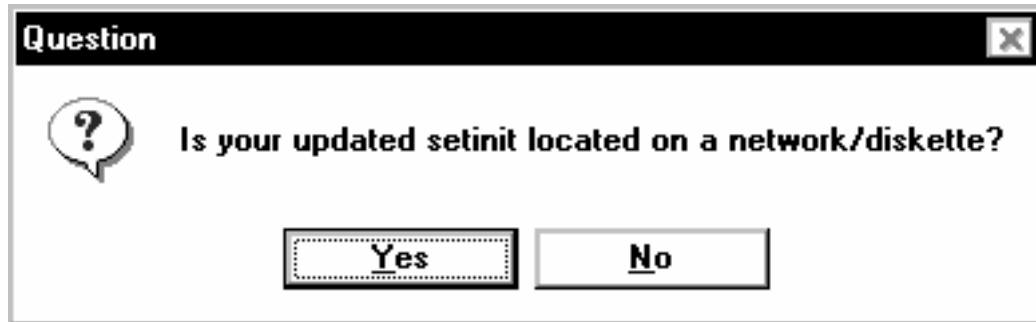 Question
Is your updated setinit located on a network/diskette?
Yes No